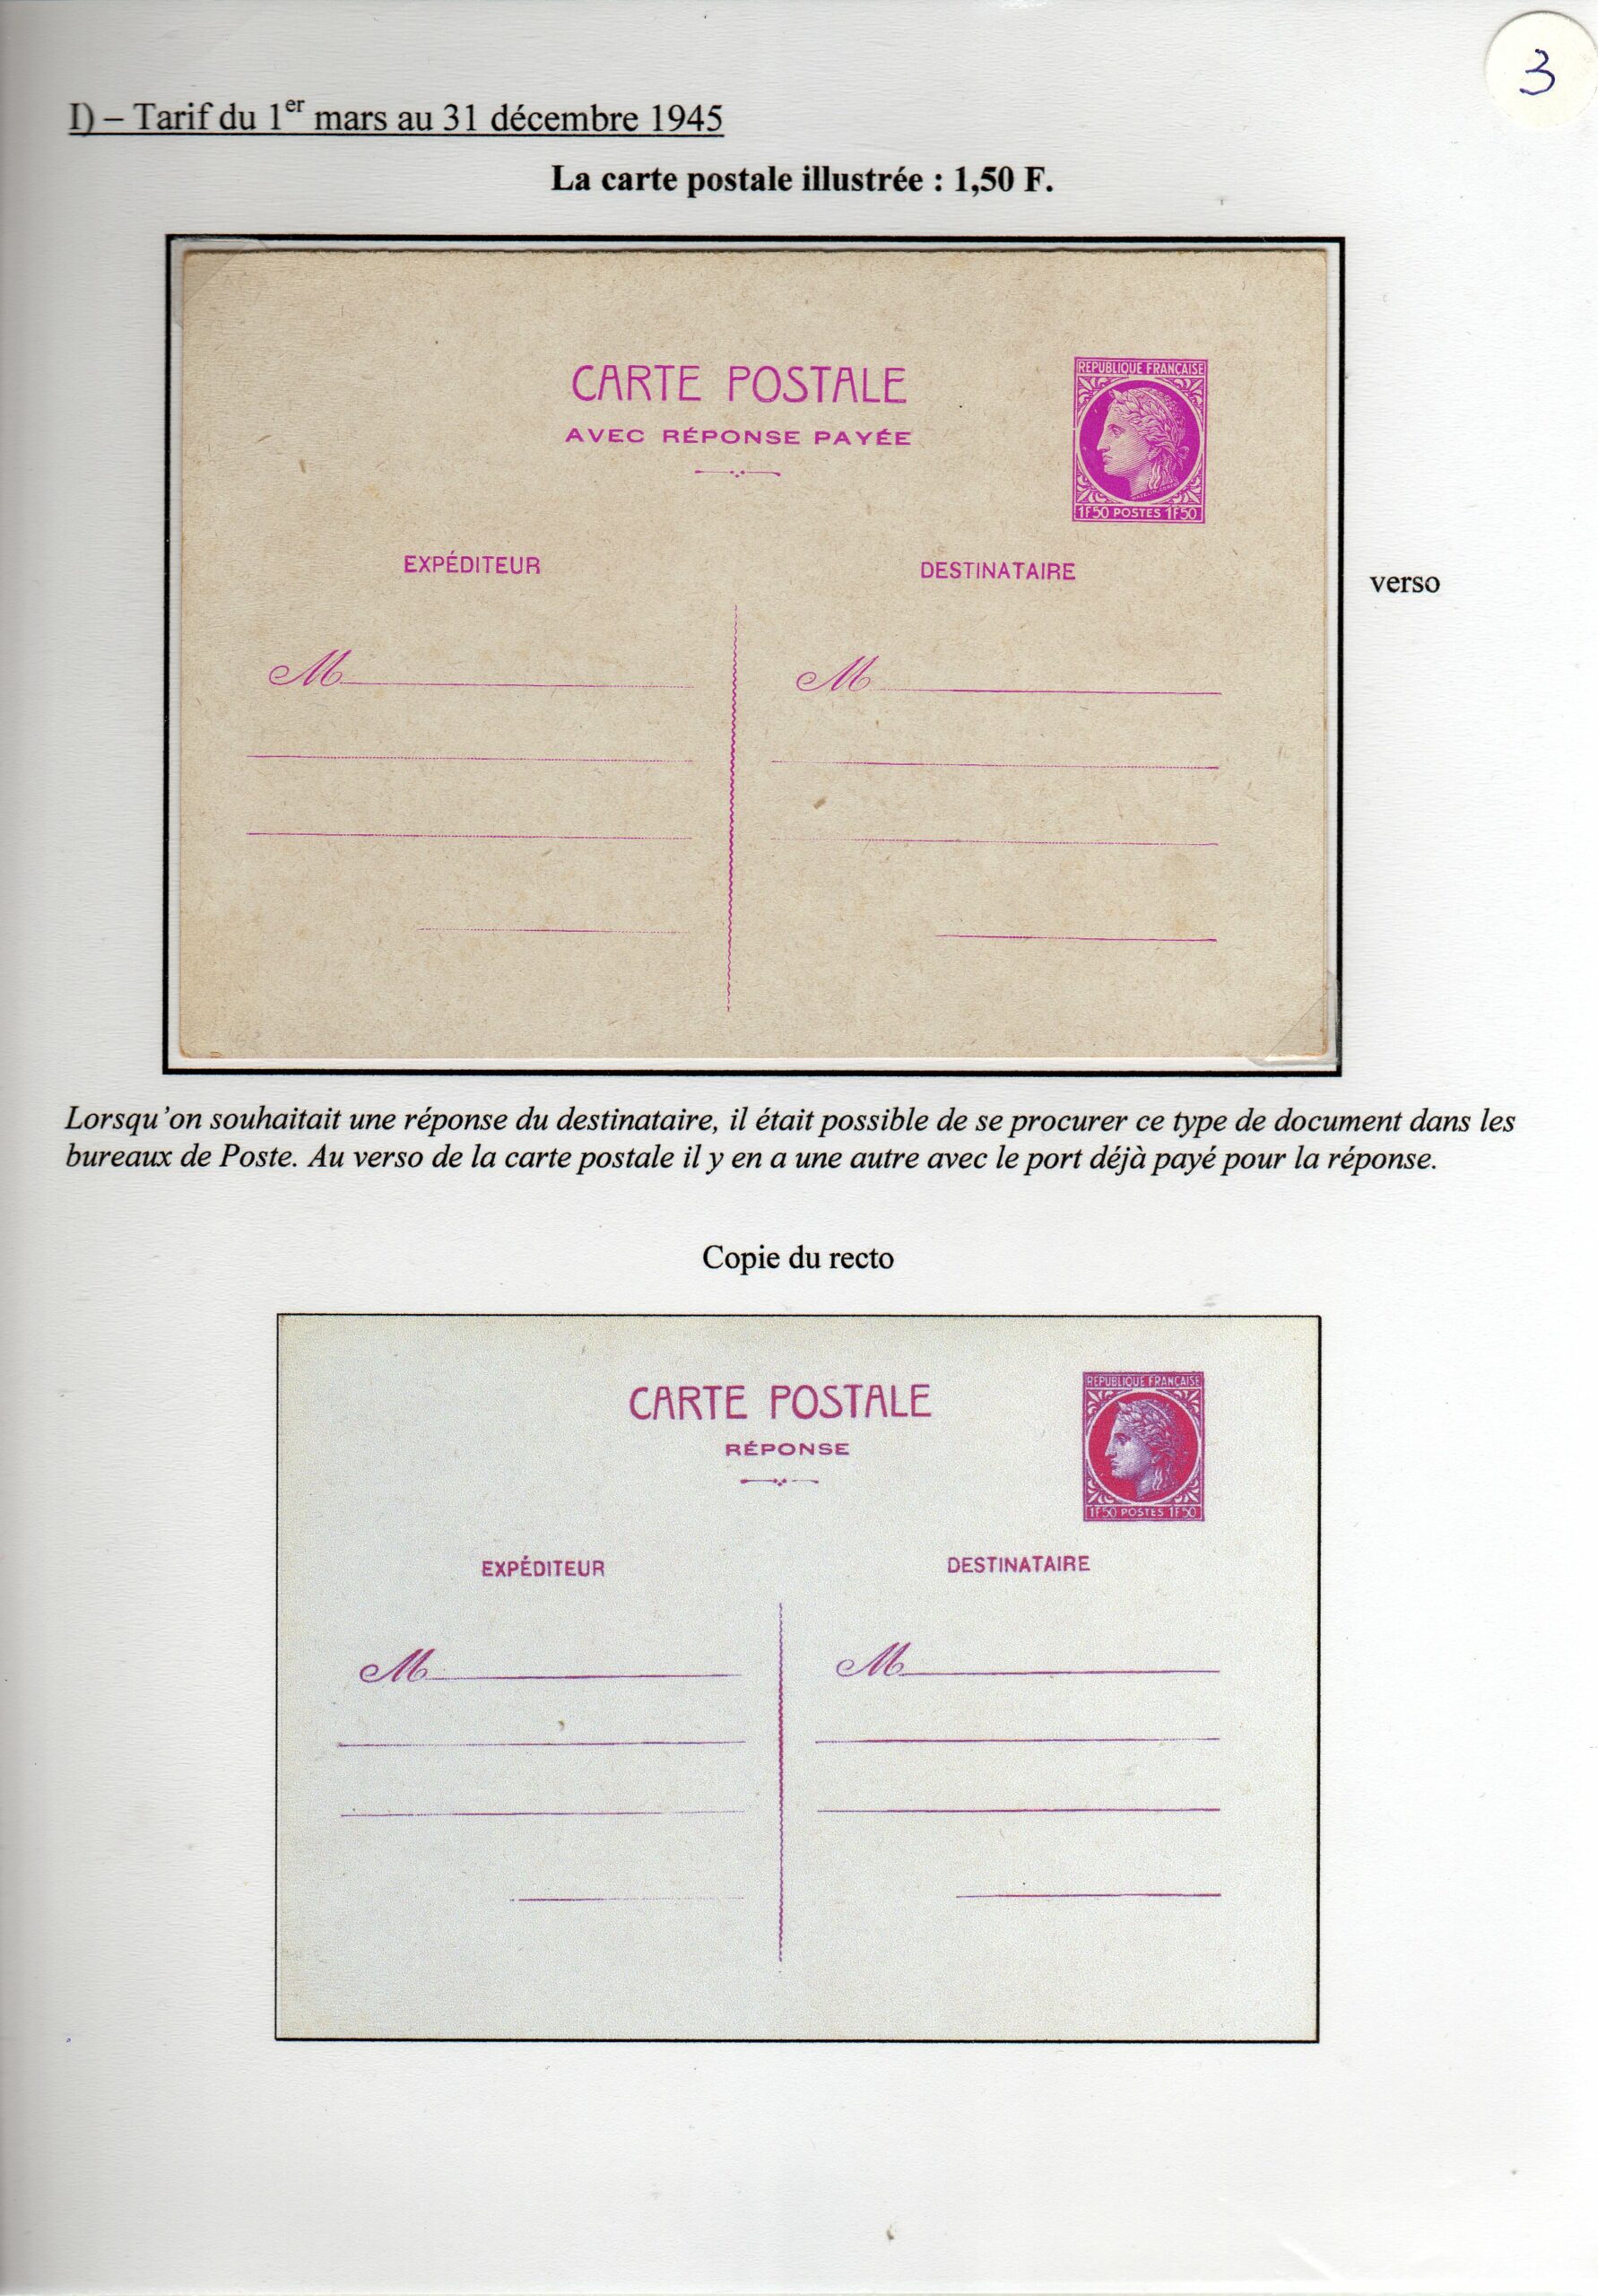 3
I) – Tarif du 1er mars au 31 décembre 1945
La carte postale illustrée : 1,50 F.
CARTE POSTALE
AVEC RÉPONSE PAYÉE
REPUBLIQUE FRANÇAISE
1F50 POSTES 1F50
EXPÉDITEUR
DESTINATAIRE
verso
M
M
Lorsqu'on souhaitait une réponse du destinataire, il était possible de se procurer ce type de document dans les
bureaux de Poste. Au verso de la carte postale il y en a une autre avec le port déjà payé pour la réponse.
Copie du recto
CARTE POSTALE
RÉPONSE
REPUBLIQUE FRANÇAISE
1F50 POSTES 1F50
EXPÉDITEUR
DESTINATAIRE
M
M